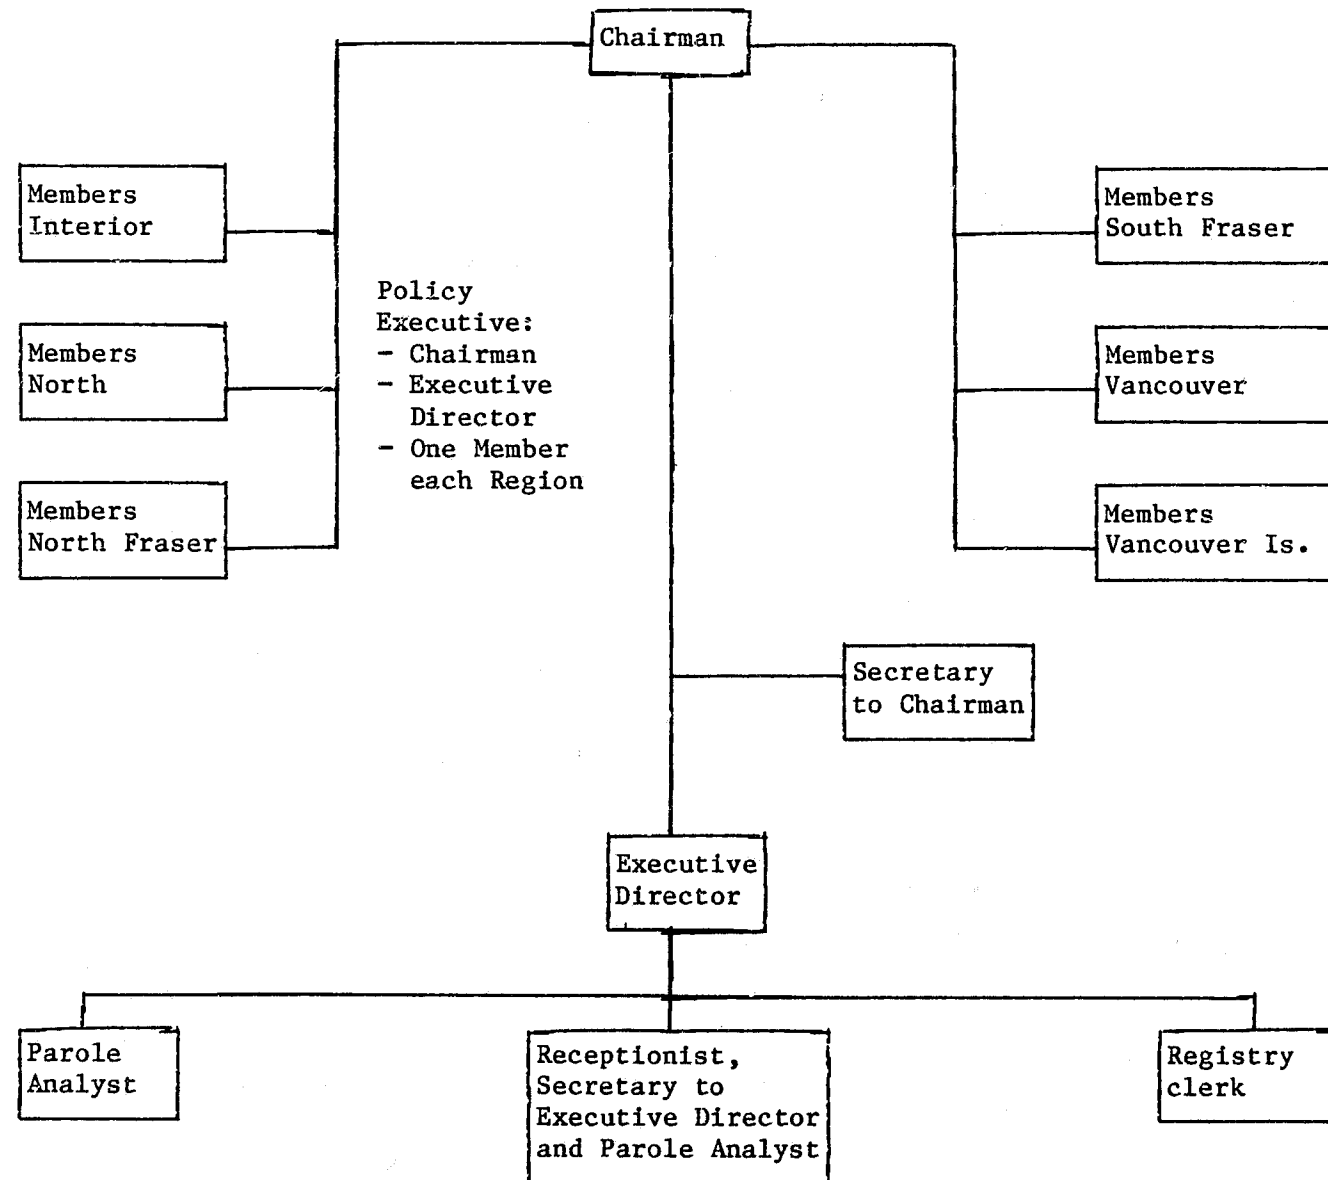 Chairman
Members
Interior
Members
North
Members
North Fraser
Policy
Executive:
- Chairman
- Executive
Director
- One Member
each Region
Members
South Fraser
Members
Vancouver
Members
Vancouver Is.
Secretary
to Chairman
Executive
Director
Parole
Analyst
Receptionist,
Secretary to
Executive Director
and Parole Analyst
Registry
clerk